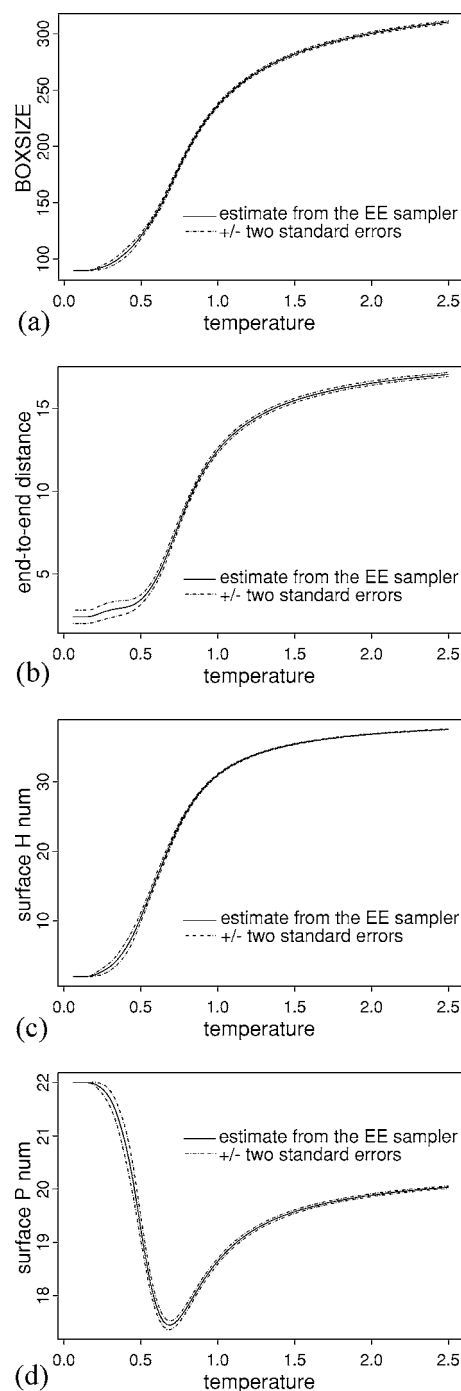 300
250
200
150
100
BOXSIZE
estimate from the EE sampler
+/- two standard errors
0.0 0.5 1.0 1.5 2.0 2.5
(a) temperature
15
10
5
end-to-end distance
estimate from the EE sampler
+/- two standard errors
0.0 0.5 1.0 1.5 2.0 2.5
(b) temperature
30
20
10
surface H num
estimate from the EE sampler
+/- two standard errors
0.0 0.5 1.0 1.5 2.0 2.5
(c) temperature
22
21
20
19
18
surface P num
estimate from the EE sampler
+/- two standard errors
0.0 0.5 1.0 1.5 2.0 2.5
(d) temperature